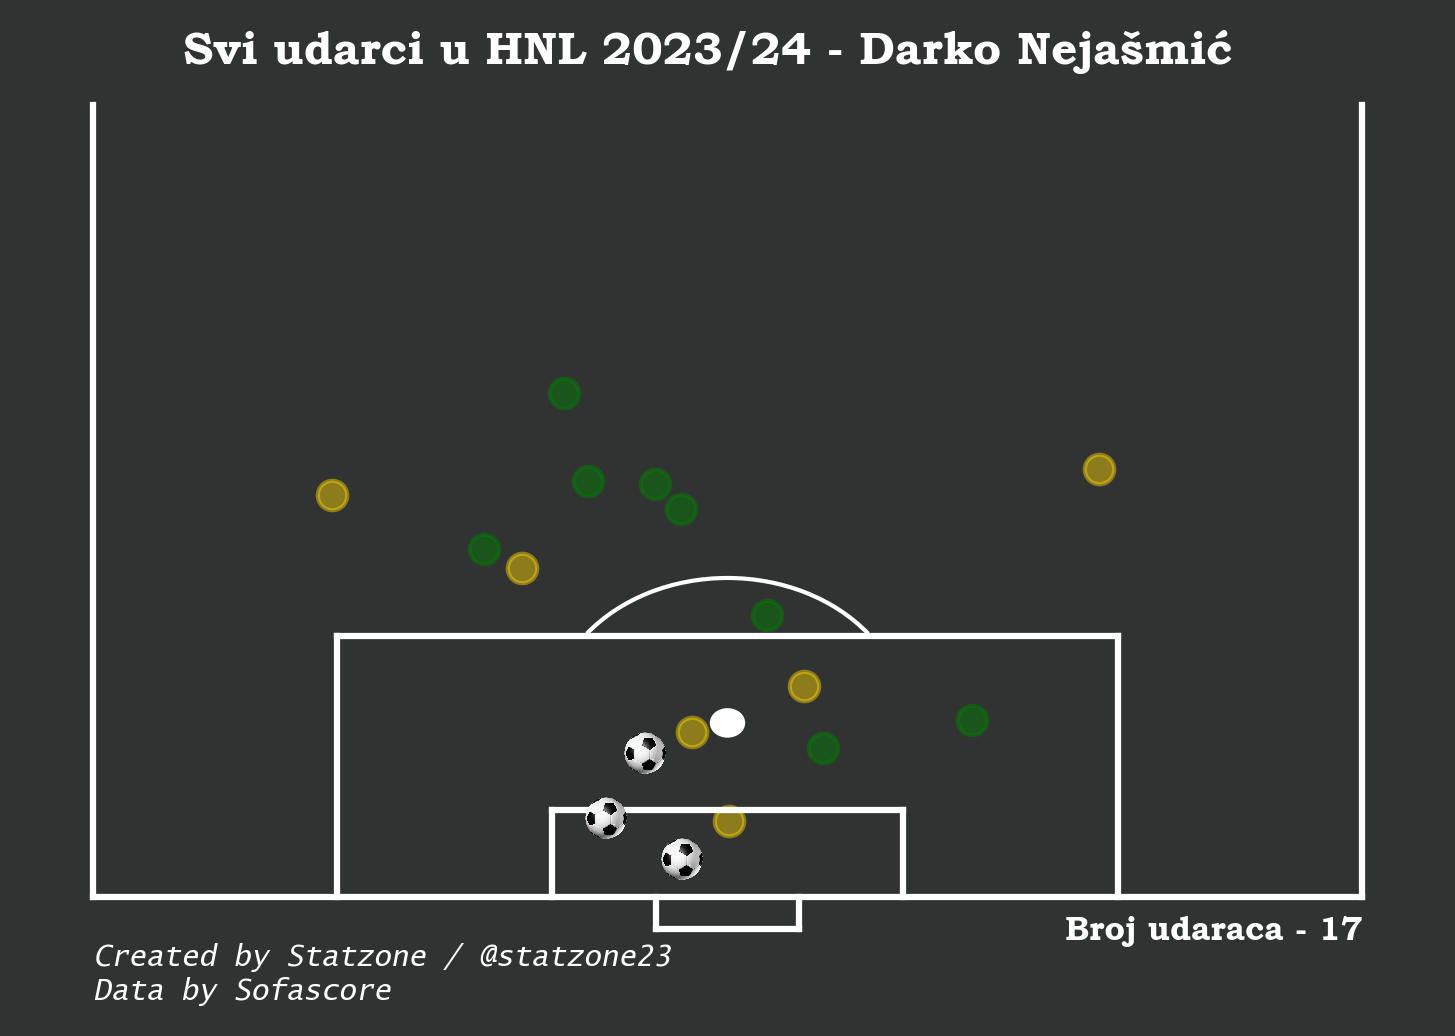 Svi udarci u HNL 2023/24 - Darko Nejašmić
Broj udaraca - 17
Created by Statzone / @statzone23
Data by Sofascore